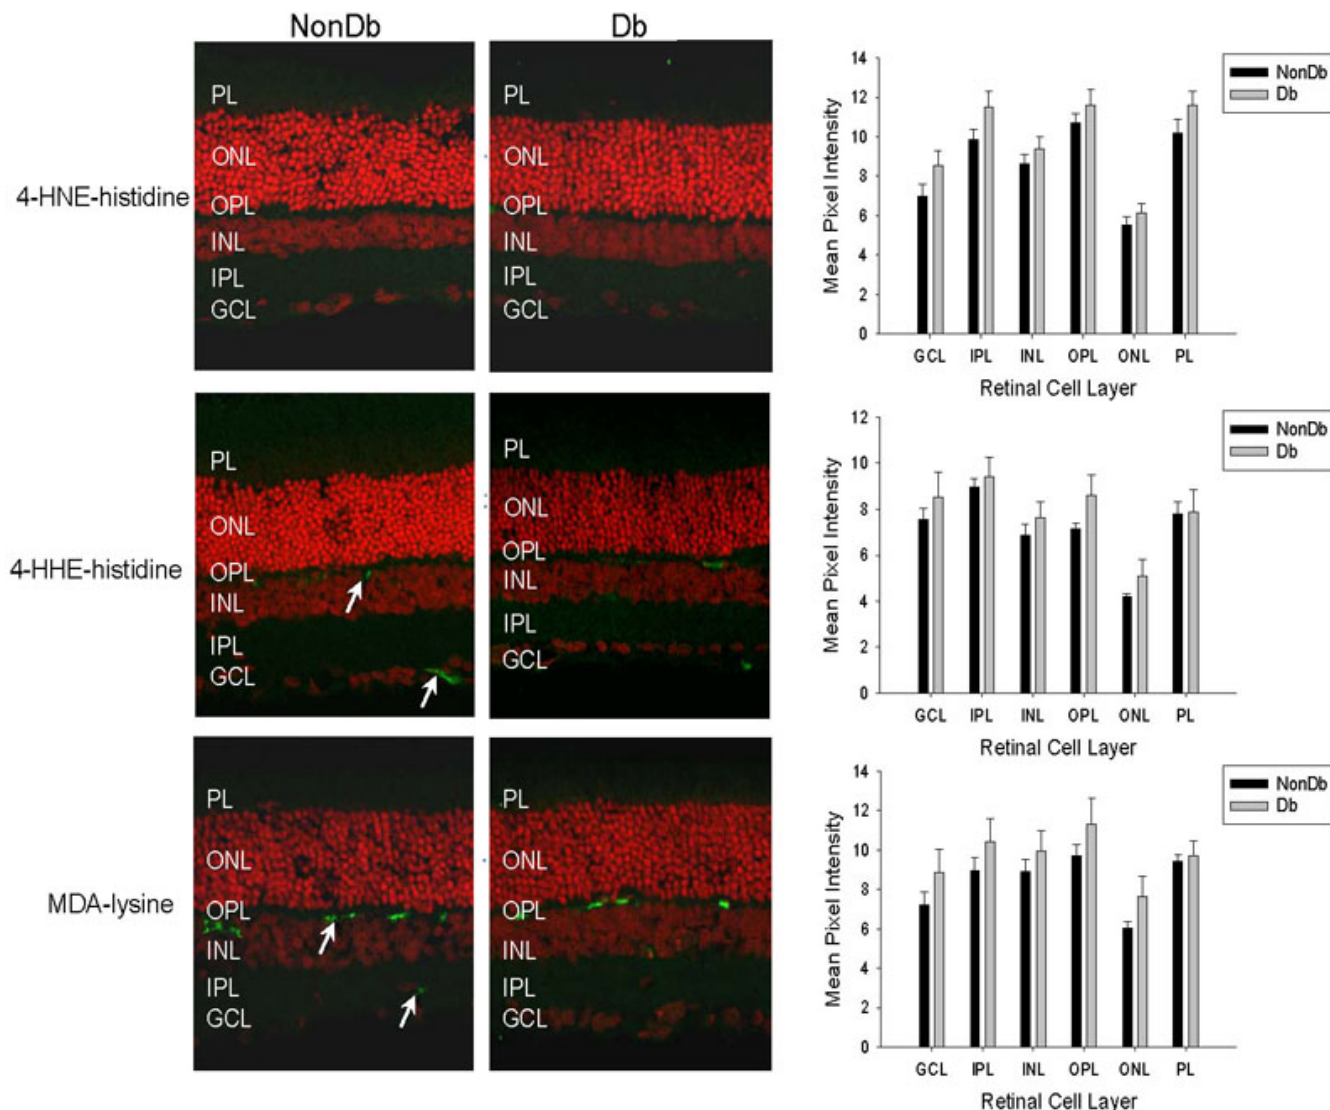 NonDb
Db
4-HNE-histidine
PL
ONL
OPL
INL
IPL
GCL
PL
ONL
OPL
INL
IPL
GCL
Mean Pixel Intensity
14
12
10
8
6
4
2
0
GCL IPL INL OPL ONL PL
Retinal Cell Layer
NonDb
Db
4-HHE-histidine
PL
ONL
OPL
INL
IPL
GCL
PL
ONL
OPL
INL
IPL
GCL
Mean Pixel Intensity
12
10
8
6
4
2
0
GCL IPL INL OPL ONL PL
Retinal Cell Layer
NonDb
Db
MDA-lysine
PL
ONL
OPL
INL
IPL
GCL
PL
ONL
OPL
INL
IPL
GCL
Mean Pixel Intensity
14
12
10
8
6
4
2
0
GCL IPL INL OPL ONL PL
Retinal Cell Layer
NonDb
Db